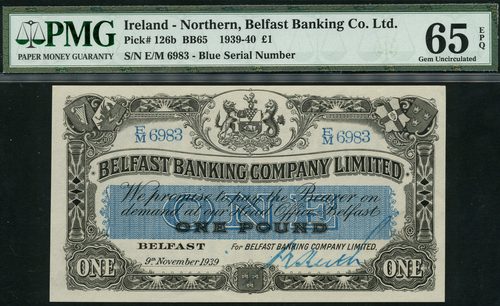 PMG
PAPER MONEY GUARANTY
Ireland - Northern, Belfast Banking Co. Ltd.
Pick# 126b BB65 1939-40 £1
S/N E/M 6983 - Blue Serial Number
65 EPQ
Gem Uncirculated
E/M 6983
E/M 6983
BELFAST BANKING COMPANY LIMITED
We promise to pay the Bearer on
demand at our Head Office, Belfast
ONE
ONE POUND
BELFAST For BELFAST BANKING COMPANY LIMITED.
9th November 1939
ONE ONE